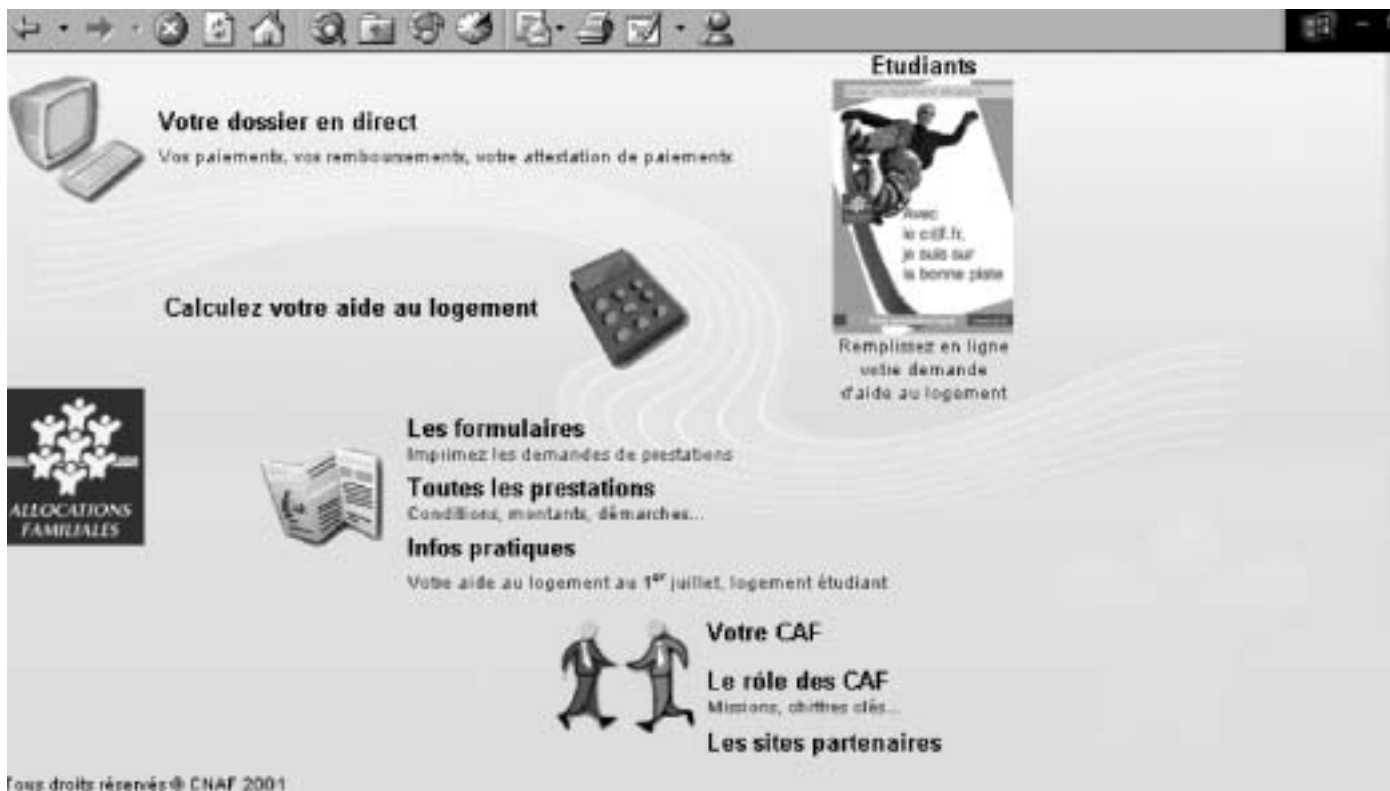 Etudiants
Votre dossier en direct
Vos paiements, vos remboursements, votre attestation de paiements
Avec
le c@f.fr,
je suis sur
la bonne piste
Calculez votre aide au logement
Remplissez en ligne
votre demande
d'aide au logement
ALLOCATIONS
FAMILIALES
Les formulaires
Imprimez les demandes de prestations
Toutes les prestations
Conditions, montants, démarches...
Infos pratiques
Votre aide au logement au 1er juillet, logement étudiant
Votre CAF
Le rôle des CAF
Missions, chiffres clés...
Les sites partenaires
Tous droits réservés ® CNAF 2001